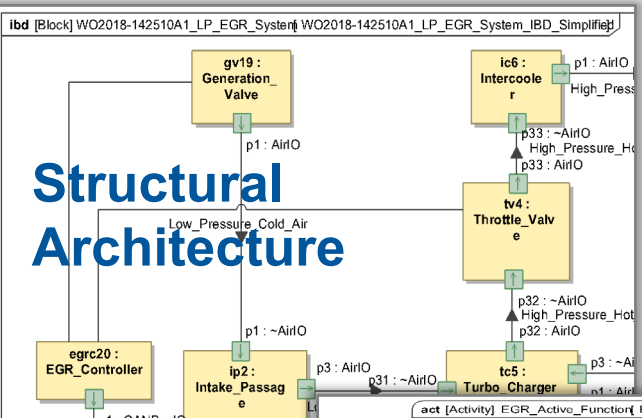 ibd [Block] WO2018-142510A1_LP_EGR_System[ WO2018-142510A1_LP_EGR_System_IBD_Simplified]
gv19 :
Generation_
Valve
p1 : AirIO
ic6 :
Intercoole
r
p1 : AirIO
High_Press
p33 : ~AirIO
High_Pressure_Ho
p33 : AirIO
Structural
Architecture
Low_Pressure_Cold_Air
tv4 :
Throttle_Valv
e
p32 : ~AirIO
High_Pressure_Hot
p32 : AirIO
p1 : ~AirIO
egrc20 :
EGR_Controller
ip2 :
Intake_Passag
e
p3 : AirIO
p31 : ~AirIO
tc5 :
Turbo_Charger
p3 : ~Ai
act [Activity] EGR_Active_Function[